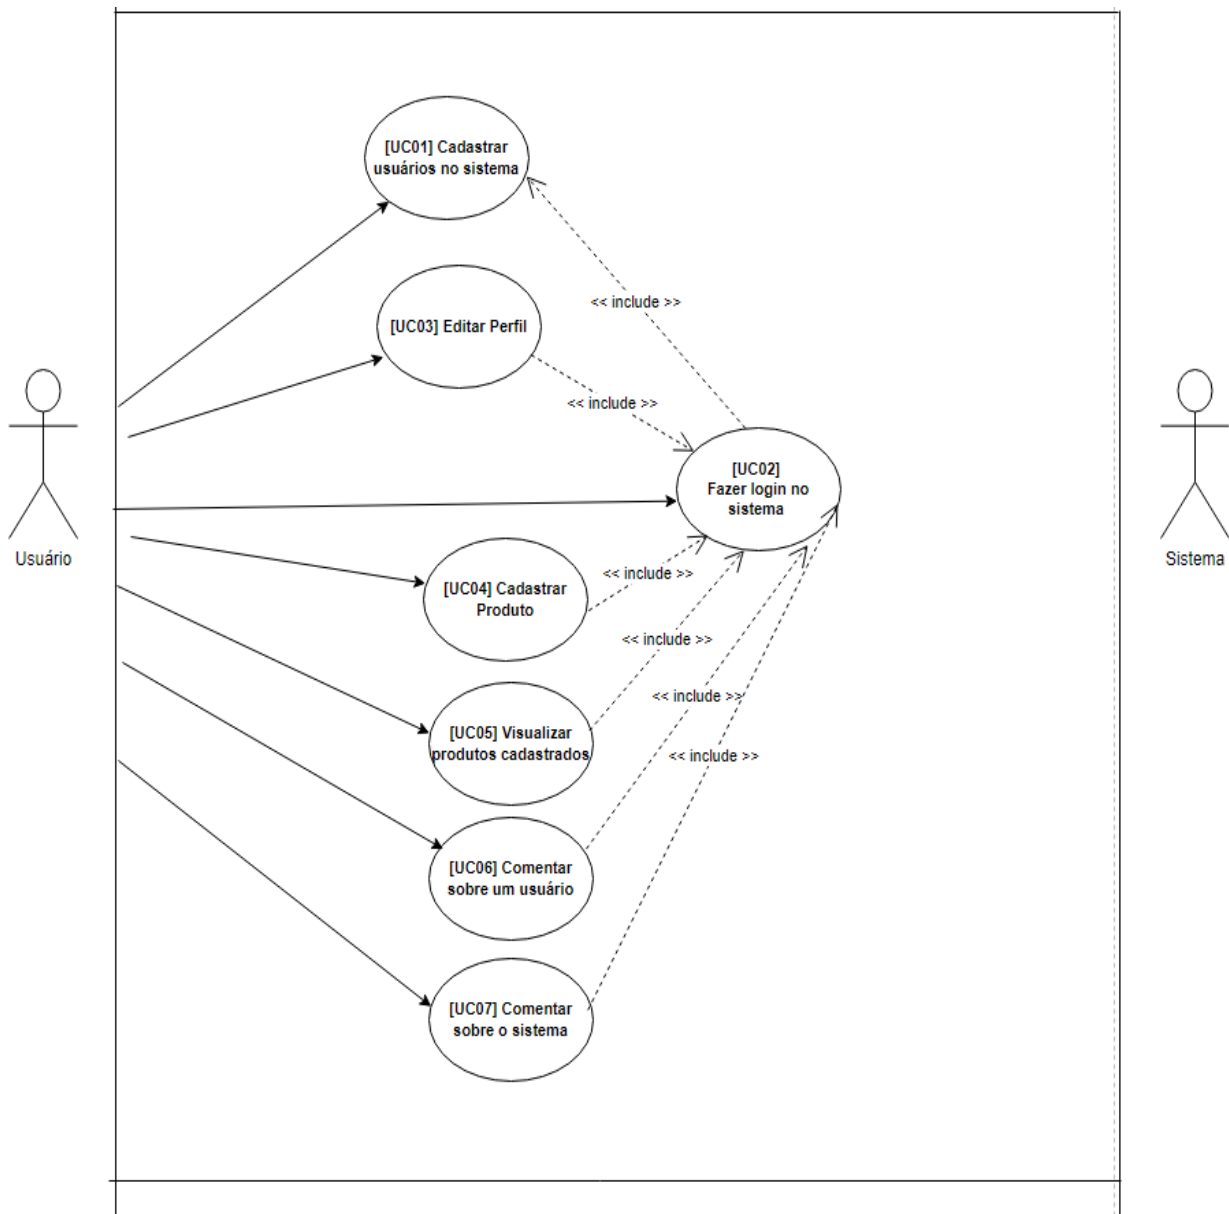 [UC01] Cadastrar
usuários no sistema
<< include >>
[UC03] Editar Perfil
<< include >>
[UC02]
Fazer login no
sistema
Usuário
Sistema
[UC04] Cadastrar
Produto
<< include >>
<< include >>
[UC05] Visualizar
produtos cadastrados
<< include >>
<< include >>
[UC06] Comentar
sobre um usuário
[UC07] Comentar
sobre o sistema